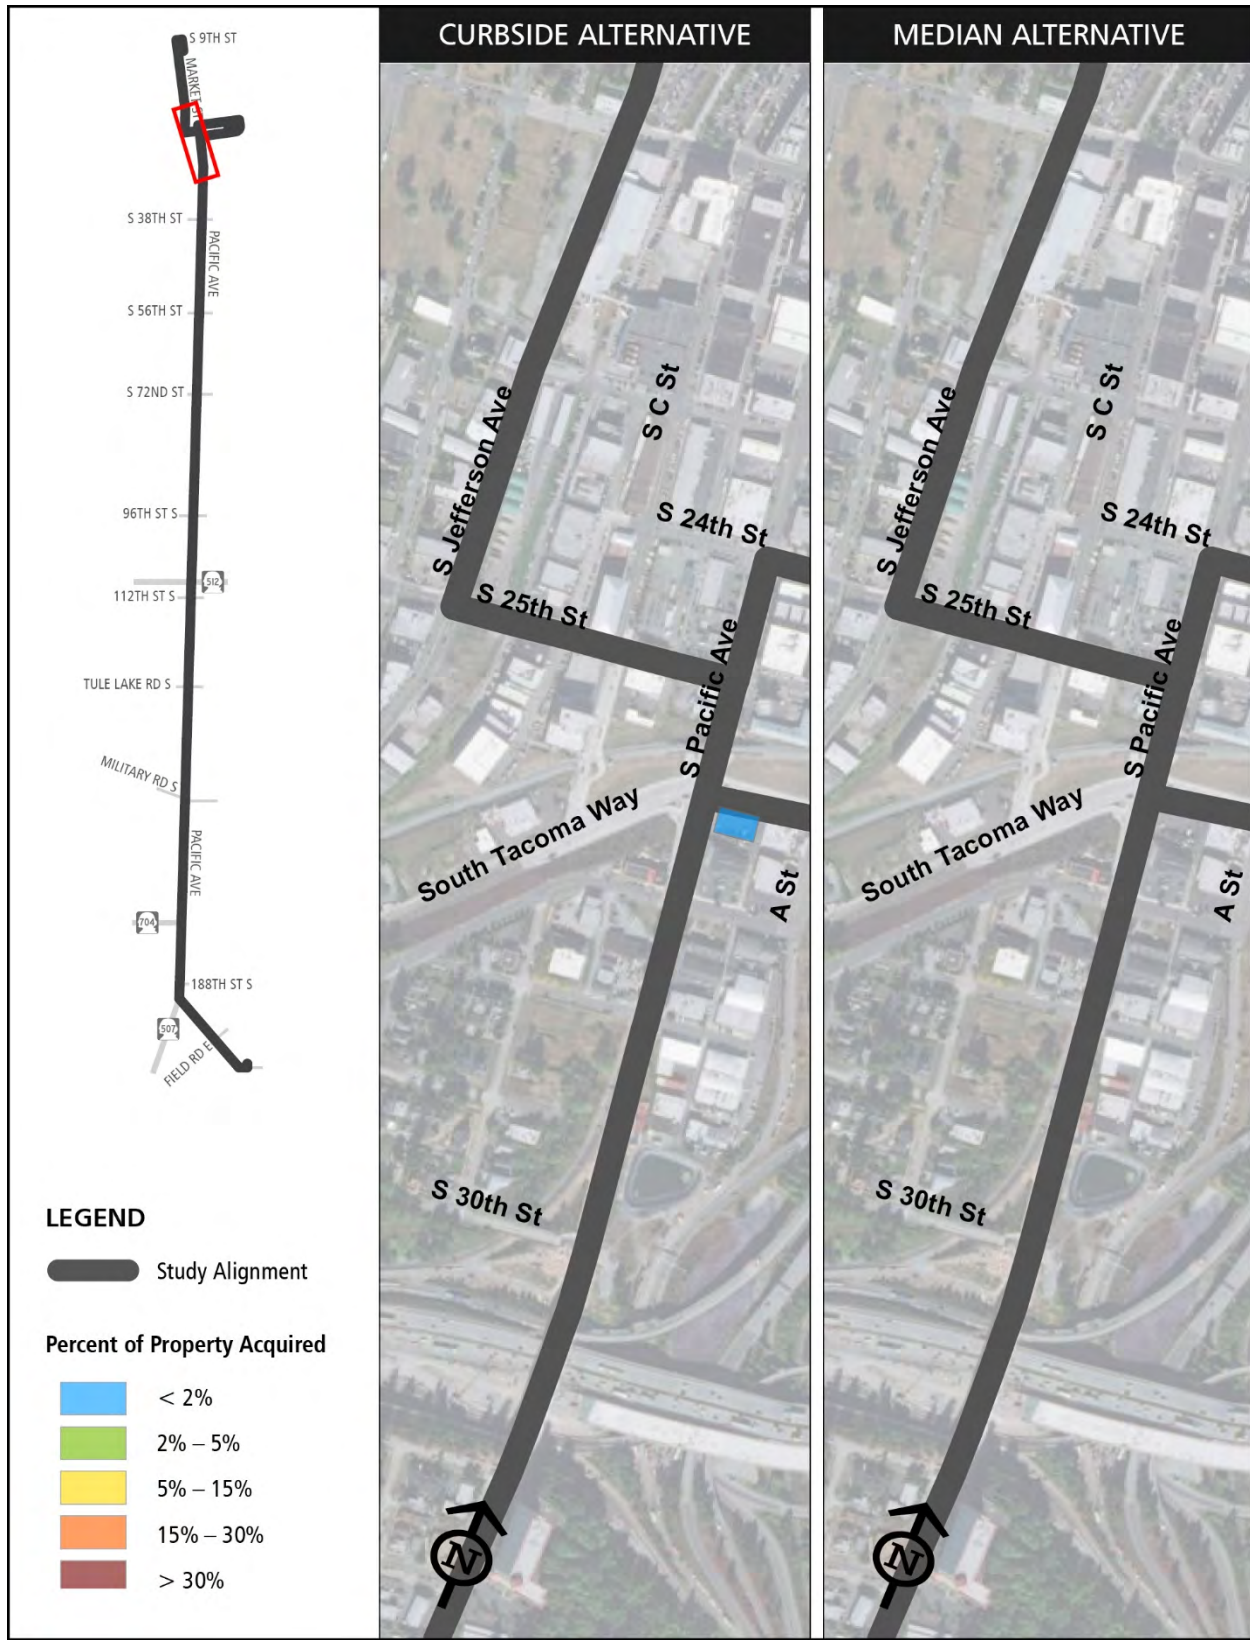 S 9TH ST
MARKET ST
S 38TH ST
PACIFIC AVE
S 56TH ST
S 72ND ST
96TH ST S
512
112TH ST S
TULE LAKE RD S
MILITARY RD S
PACIFIC AVE
704
188TH ST S
507
FIELD RD E
LEGEND
Study Alignment
Percent of Property Acquired
< 2%
2% – 5%
5% – 15%
15% – 30%
> 30%
CURBSIDE ALTERNATIVE
S Jefferson Ave
S C St
S 24th St
S 25th St
S Pacific Ave
South Tacoma Way
A St
S 30th St
N
MEDIAN ALTERNATIVE
S Jefferson Ave
S C St
S 24th St
S 25th St
S Pacific Ave
South Tacoma Way
A St
S 30th St
N